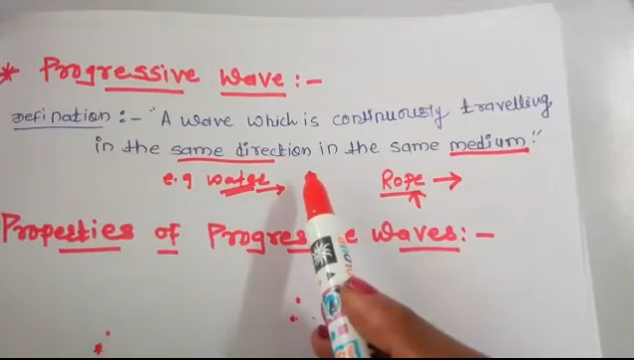 * Progressive Wave:-
Defination:- "A wave which is continuously travelling
in the same direction in the same medium."
e.g Rope
Properties of Progressive Waves:-